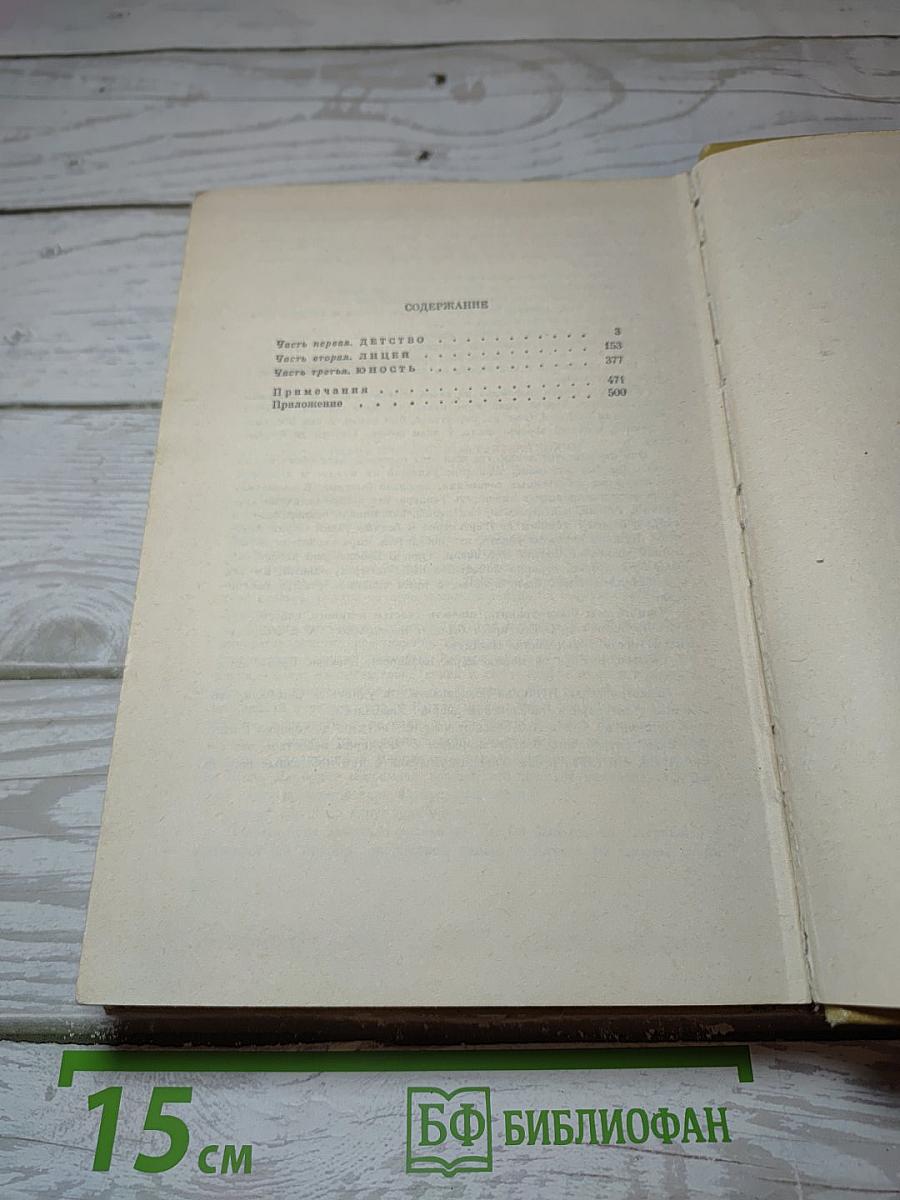 СОДЕРЖАНИЕ
Часть первая. ДЕТСТВО . . . . . . . . . . . 3
Часть вторая. ЛИЦЕЙ . . . . . . . . . . . . 153
Часть третья. ЮНОСТЬ . . . . . . . . . . . 377
Примечания . . . . . . . . . . . . . . 471
Приложение . . . . . . . . . . . . . . . 500
15 см
БФ БИБЛИОФАН